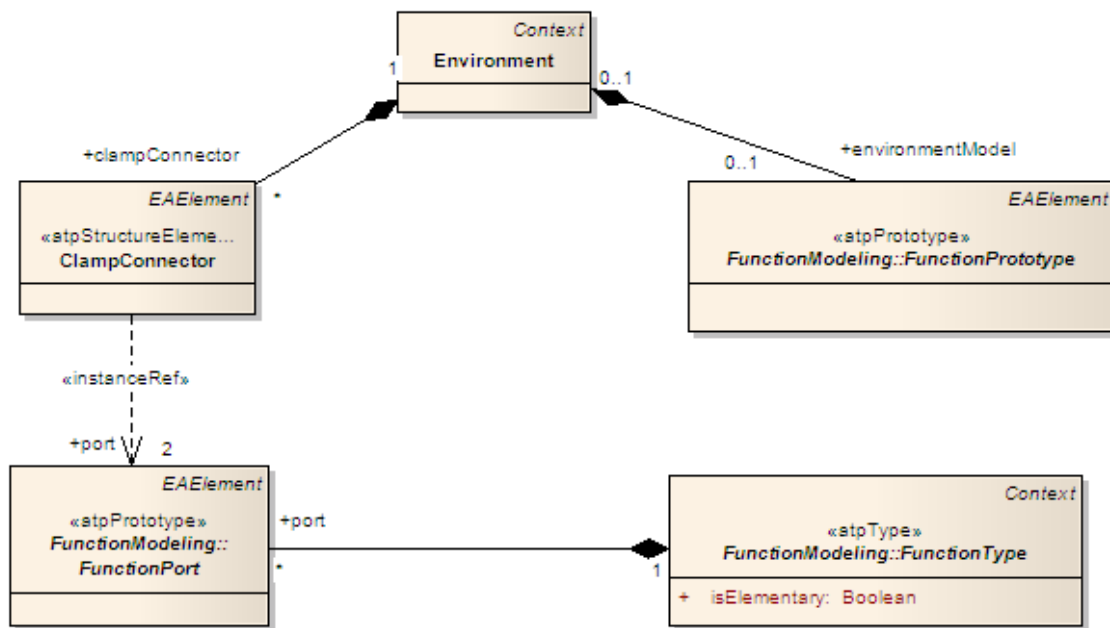 Context
Environment
1
0..1
+clampConnector
*
0..1
+environmentModel
EAElement
«atpStructureEleme...
ClampConnector
EAElement
«atpPrototype»
FunctionModeling::FunctionPrototype
«instanceRef»
+port
2
EAElement
«atpPrototype»
FunctionModeling::
FunctionPort
+port
*
1
Context
«atpType»
FunctionModeling::FunctionType
+ isElementary: Boolean